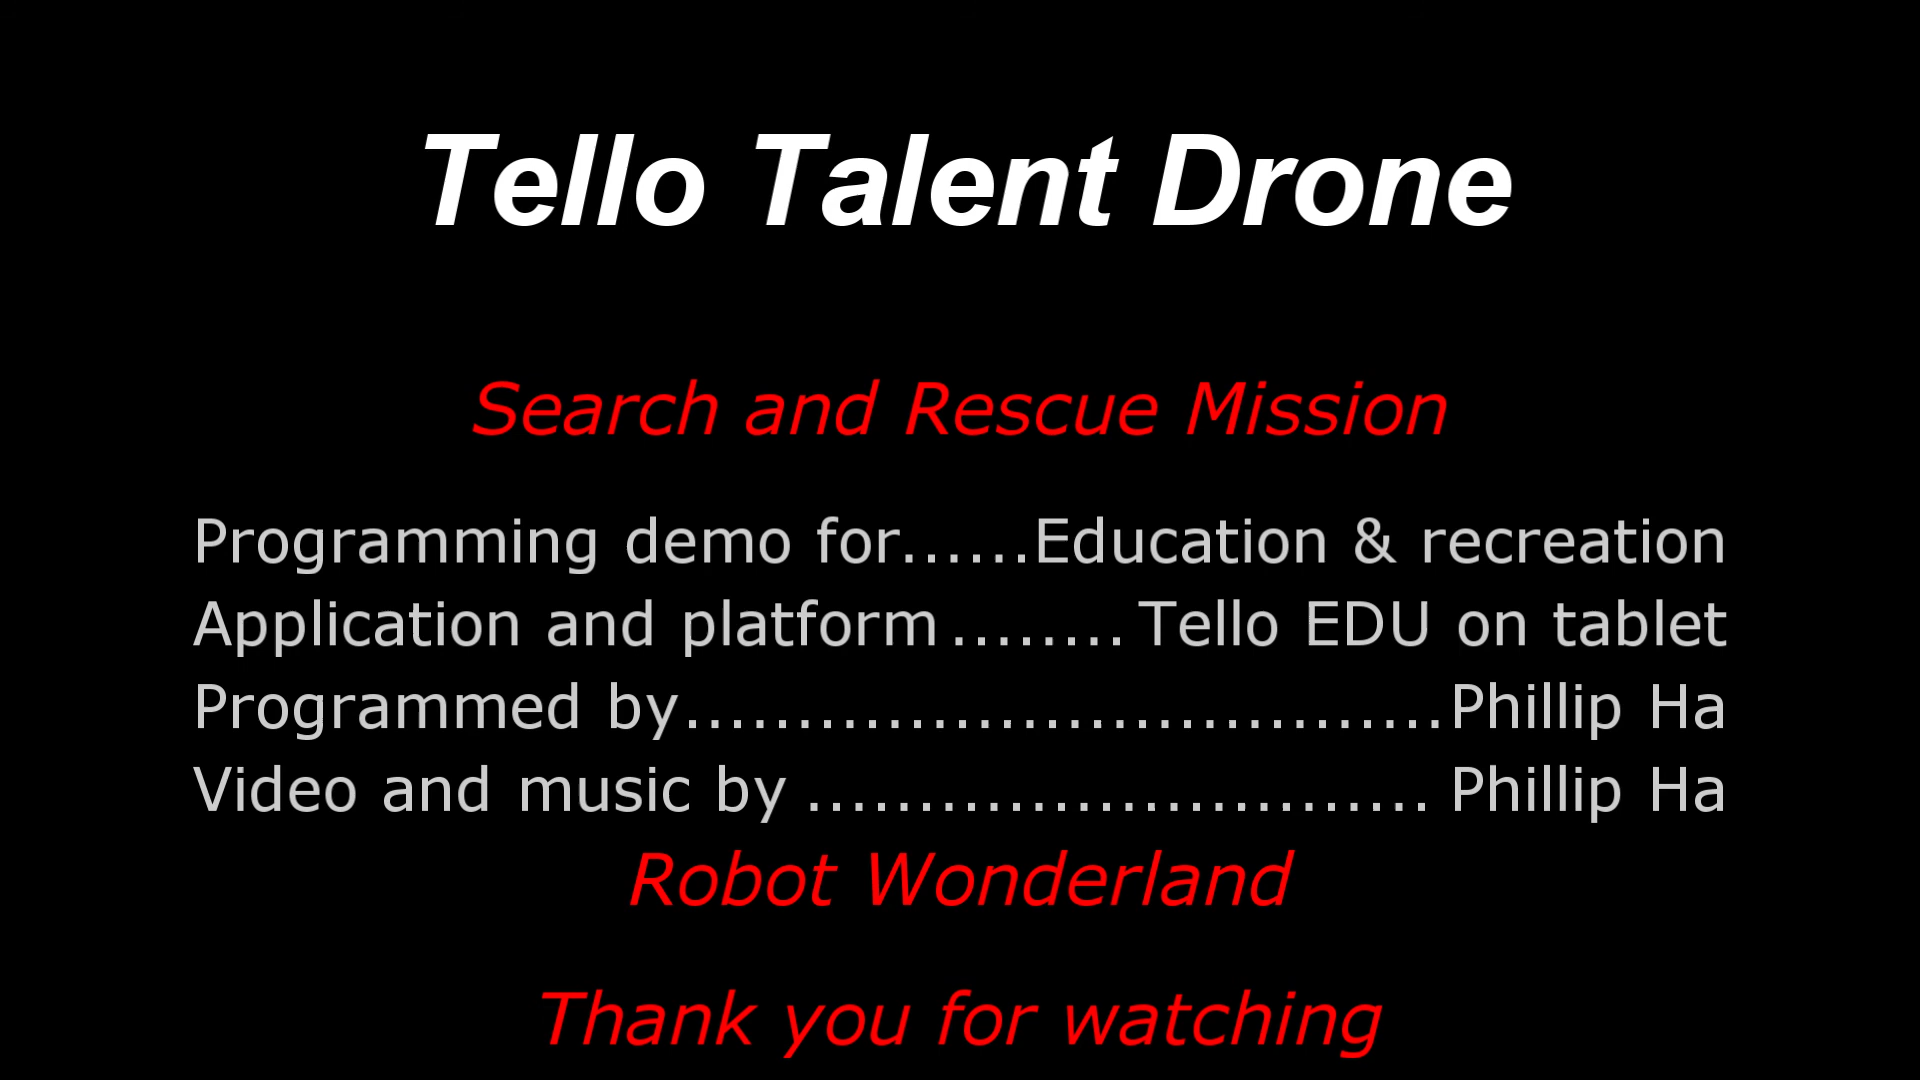 Tello Talent Drone
Search and Rescue Mission
Programming demo for......Education & recreation
Application and platform........ Tello EDU on tablet
Programmed by..................................Phillip Ha
Video and music by ............................ Phillip Ha
Robot Wonderland
Thank you for watching